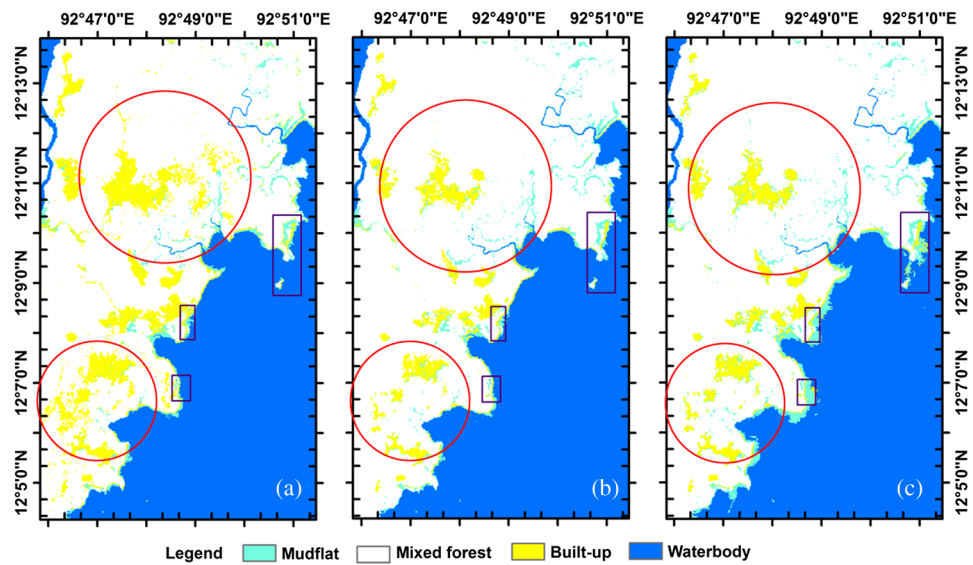 92°47'0"E 92°49'0"E 92°51'0"E 92°47'0"E 92°49'0"E 92°51'0"E 92°47'0"E 92°49'0"E 92°51'0"E
12°13'0"N 12°13'0"N
12°11'0"N 12°11'0"N
12°9'0"N 12°9'0"N
12°7'0"N 12°7'0"N
12°5'0"N 12°5'0"N
(a) (b) (c)
Legend Mudflat Mixed forest Built-up Waterbody